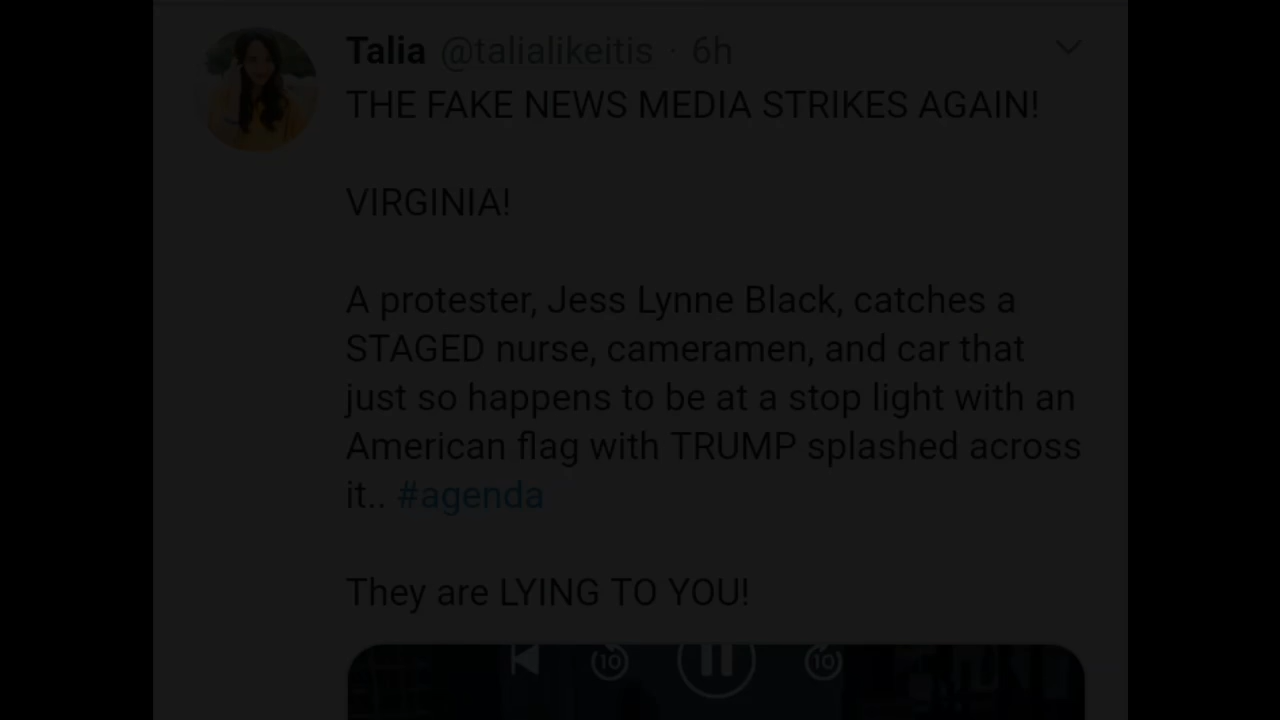 Talia @talialikeitis · 6h
THE FAKE NEWS MEDIA STRIKES AGAIN!
VIRGINIA!
A protester, Jess Lynne Black, catches a
STAGED nurse, cameramen, and car that
just so happens to be at a stop light with an
American flag with TRUMP splashed across
it.. #agenda
They are LYING TO YOU!
10 10